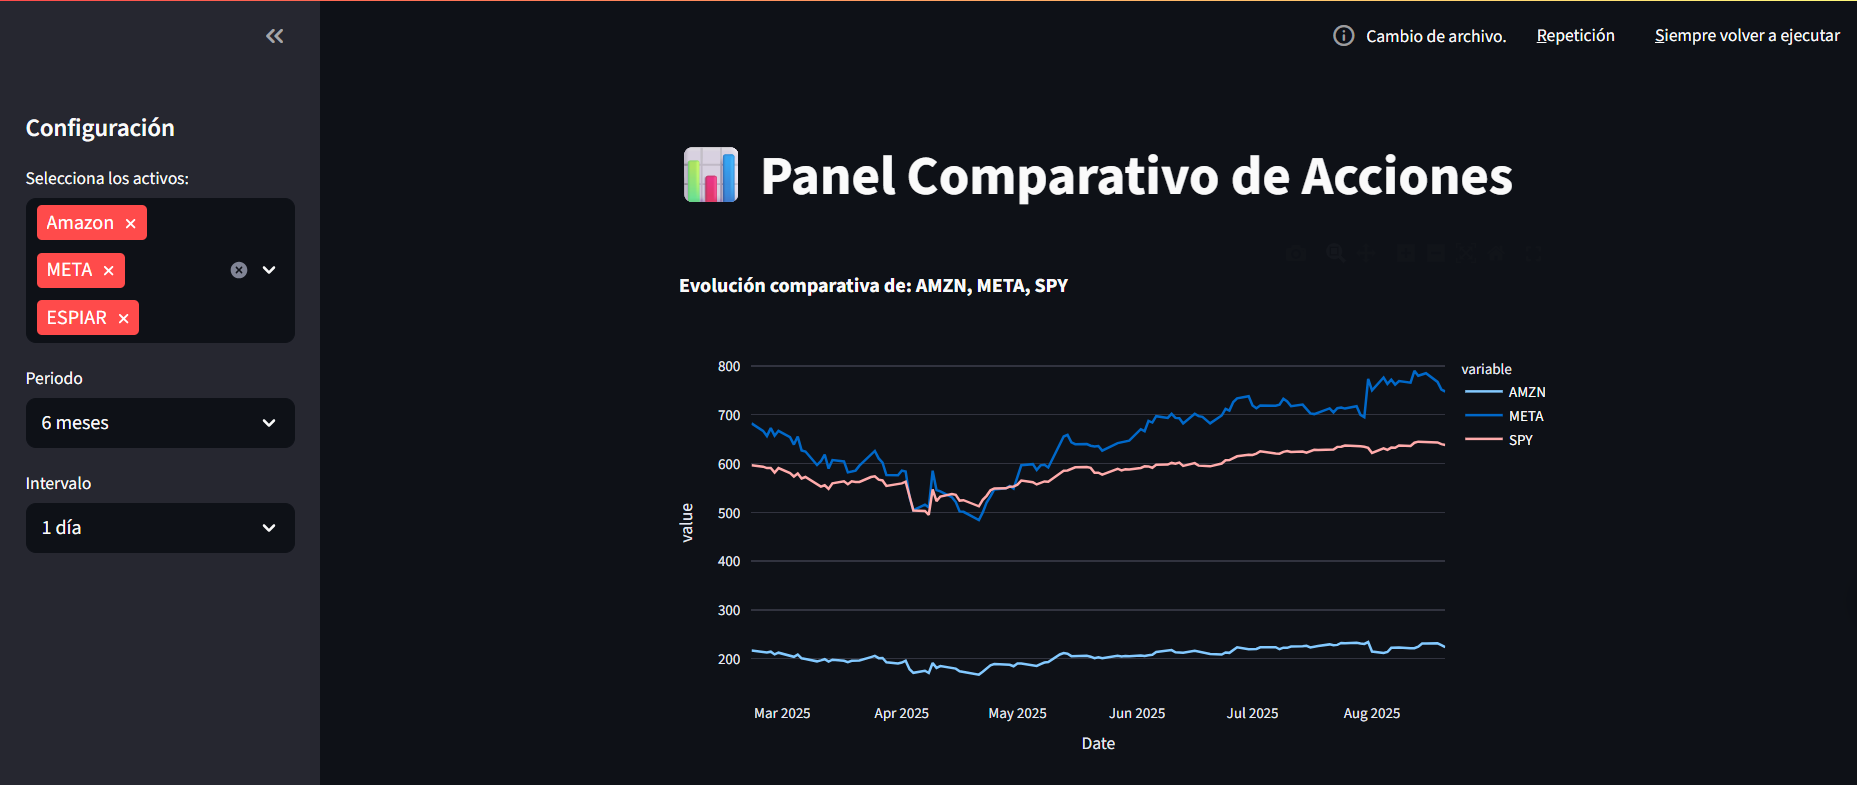 Cambio de archivo. Repetición Siempre volver a ejecutar
Configuración
Selecciona los activos:
Amazon
META
ESPIAR
Periodo
6 meses
Intervalo
1 día
Panel Comparativo de Acciones
Evolución comparativa de: AMZN, META, SPY
800
700
600
500
400
300
200
value
Mar 2025 Apr 2025 May 2025 Jun 2025 Jul 2025 Aug 2025
Date
variable
AMZN
META
SPY